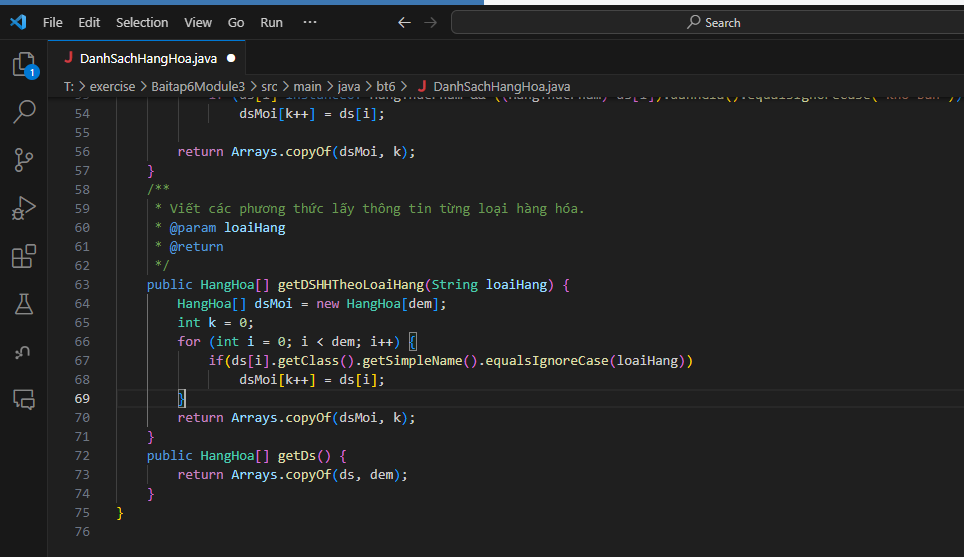 File Edit Selection View Go Run ··· Search
DanhSachHangHoa.java
1
T: > exercise > Baitap6Module3 > src > main > java > bt6 > DanhSachHangHoa.java
54 dsMoi[k++] = ds[i];
55
56 return Arrays.copyOf(dsMoi, k);
57 }
58 /**
59 * Viết các phương thức lấy thông tin từng loại hàng hóa.
60 * @param loaiHang
61 * @return
62 */
63 public HangHoa[] getDSHHTheoLoaiHang(String loaiHang) {
64 HangHoa[] dsMoi = new HangHoa[dem];
65 int k = 0;
66 for (int i = 0; i < dem; i++) {
67 if(ds[i].getClass().getSimpleName().equalsIgnoreCase(loaiHang))
68 dsMoi[k++] = ds[i];
69 }
70 return Arrays.copyOf(dsMoi, k);
71 }
72 public HangHoa[] getDs() {
73 return Arrays.copyOf(ds, dem);
74 }
75 }
76